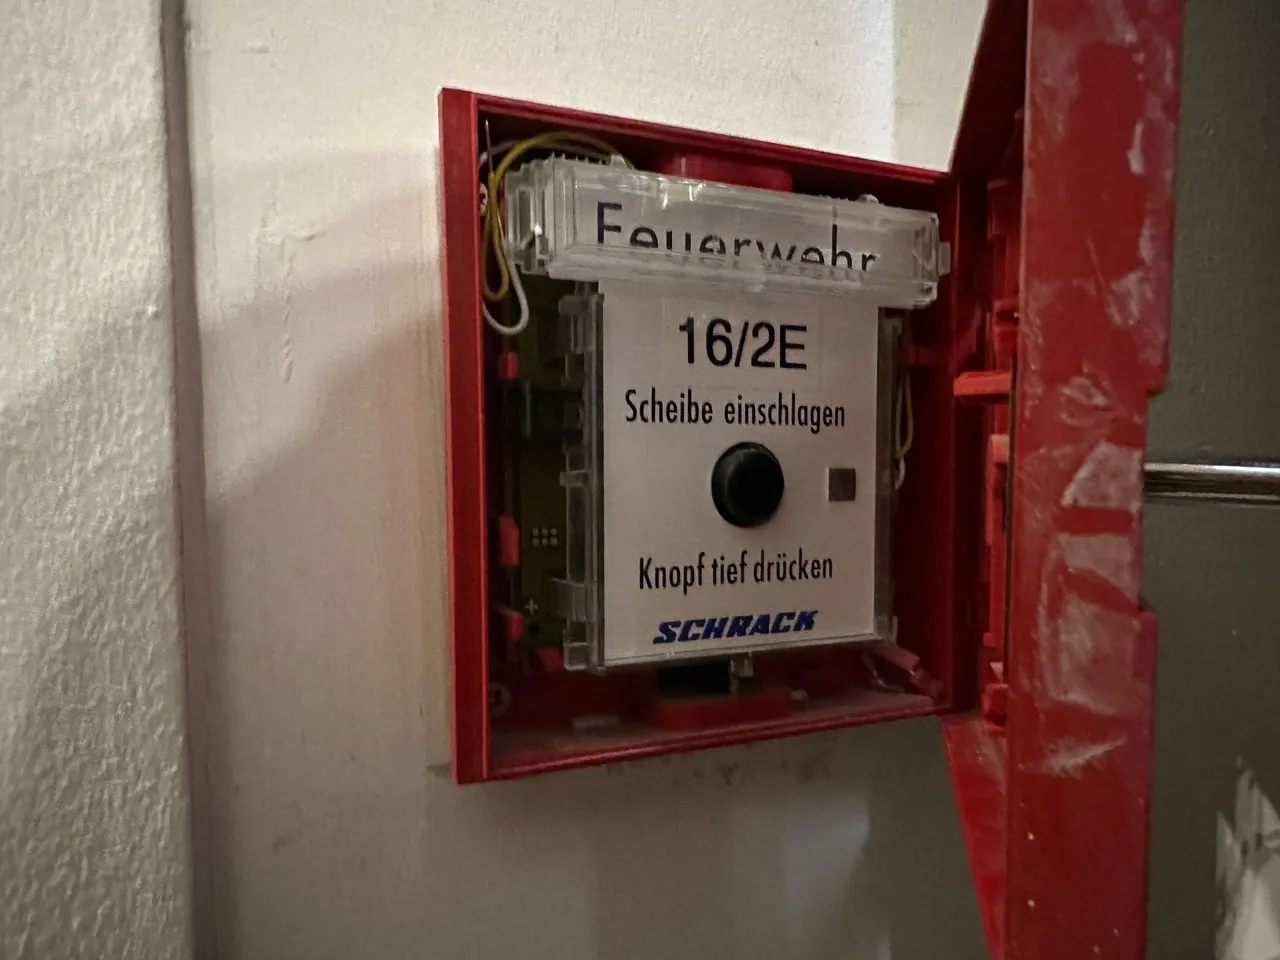 Feuerwehr
16/2E
Scheibe einschlagen
Knopf tief drücken
SCHRACK